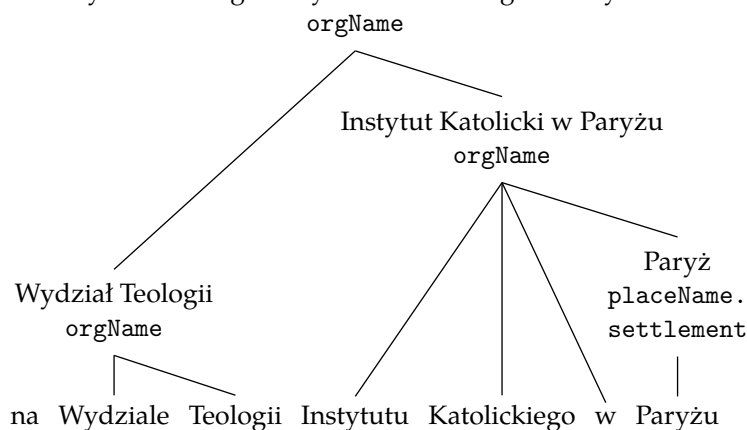 orgName
Instytut Katolicki w Paryżu
orgName
Paryż
placeName.
settlement
Wydział Teologii
orgName
na Wydziale Teologii Instytutu Katolickiego w Paryżu